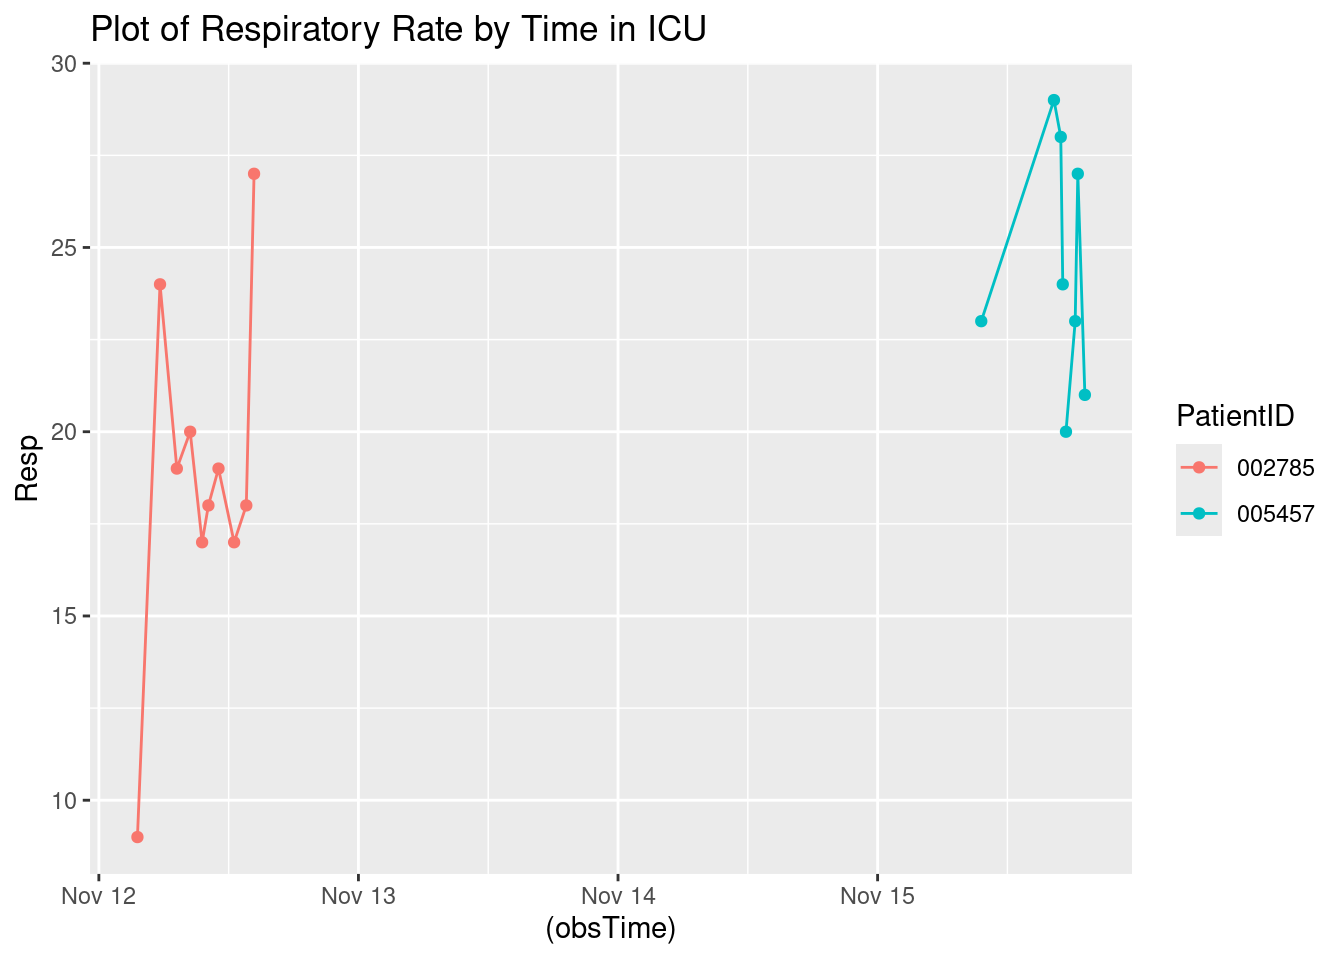 Plot of Respiratory Rate by Time in ICU
30
25
20
15
10
Resp
Nov 12
Nov 13
Nov 14
Nov 15
(obsTime)
PatientID
002785
005457